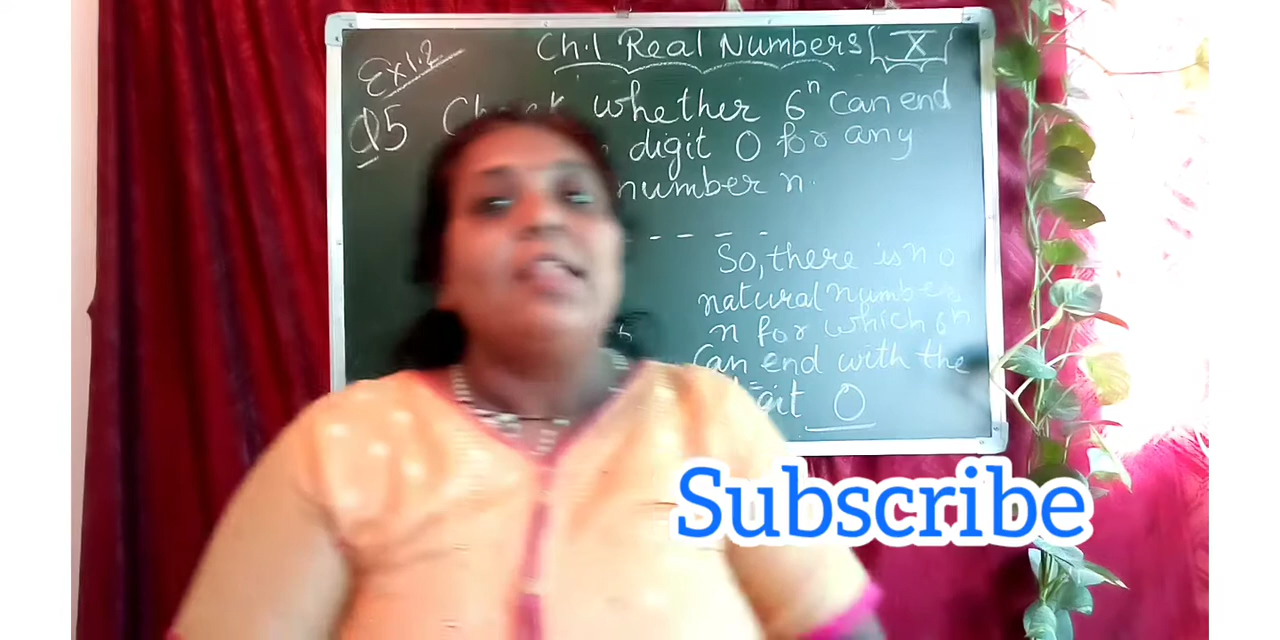 Ex1.2
Ch.1 Real Numbers [X]
Q5 whether 6ⁿ can end
digit 0 for any
number n.
So, there is no
natural number
n for which 6ⁿ
Can end with the
0
Subscribe